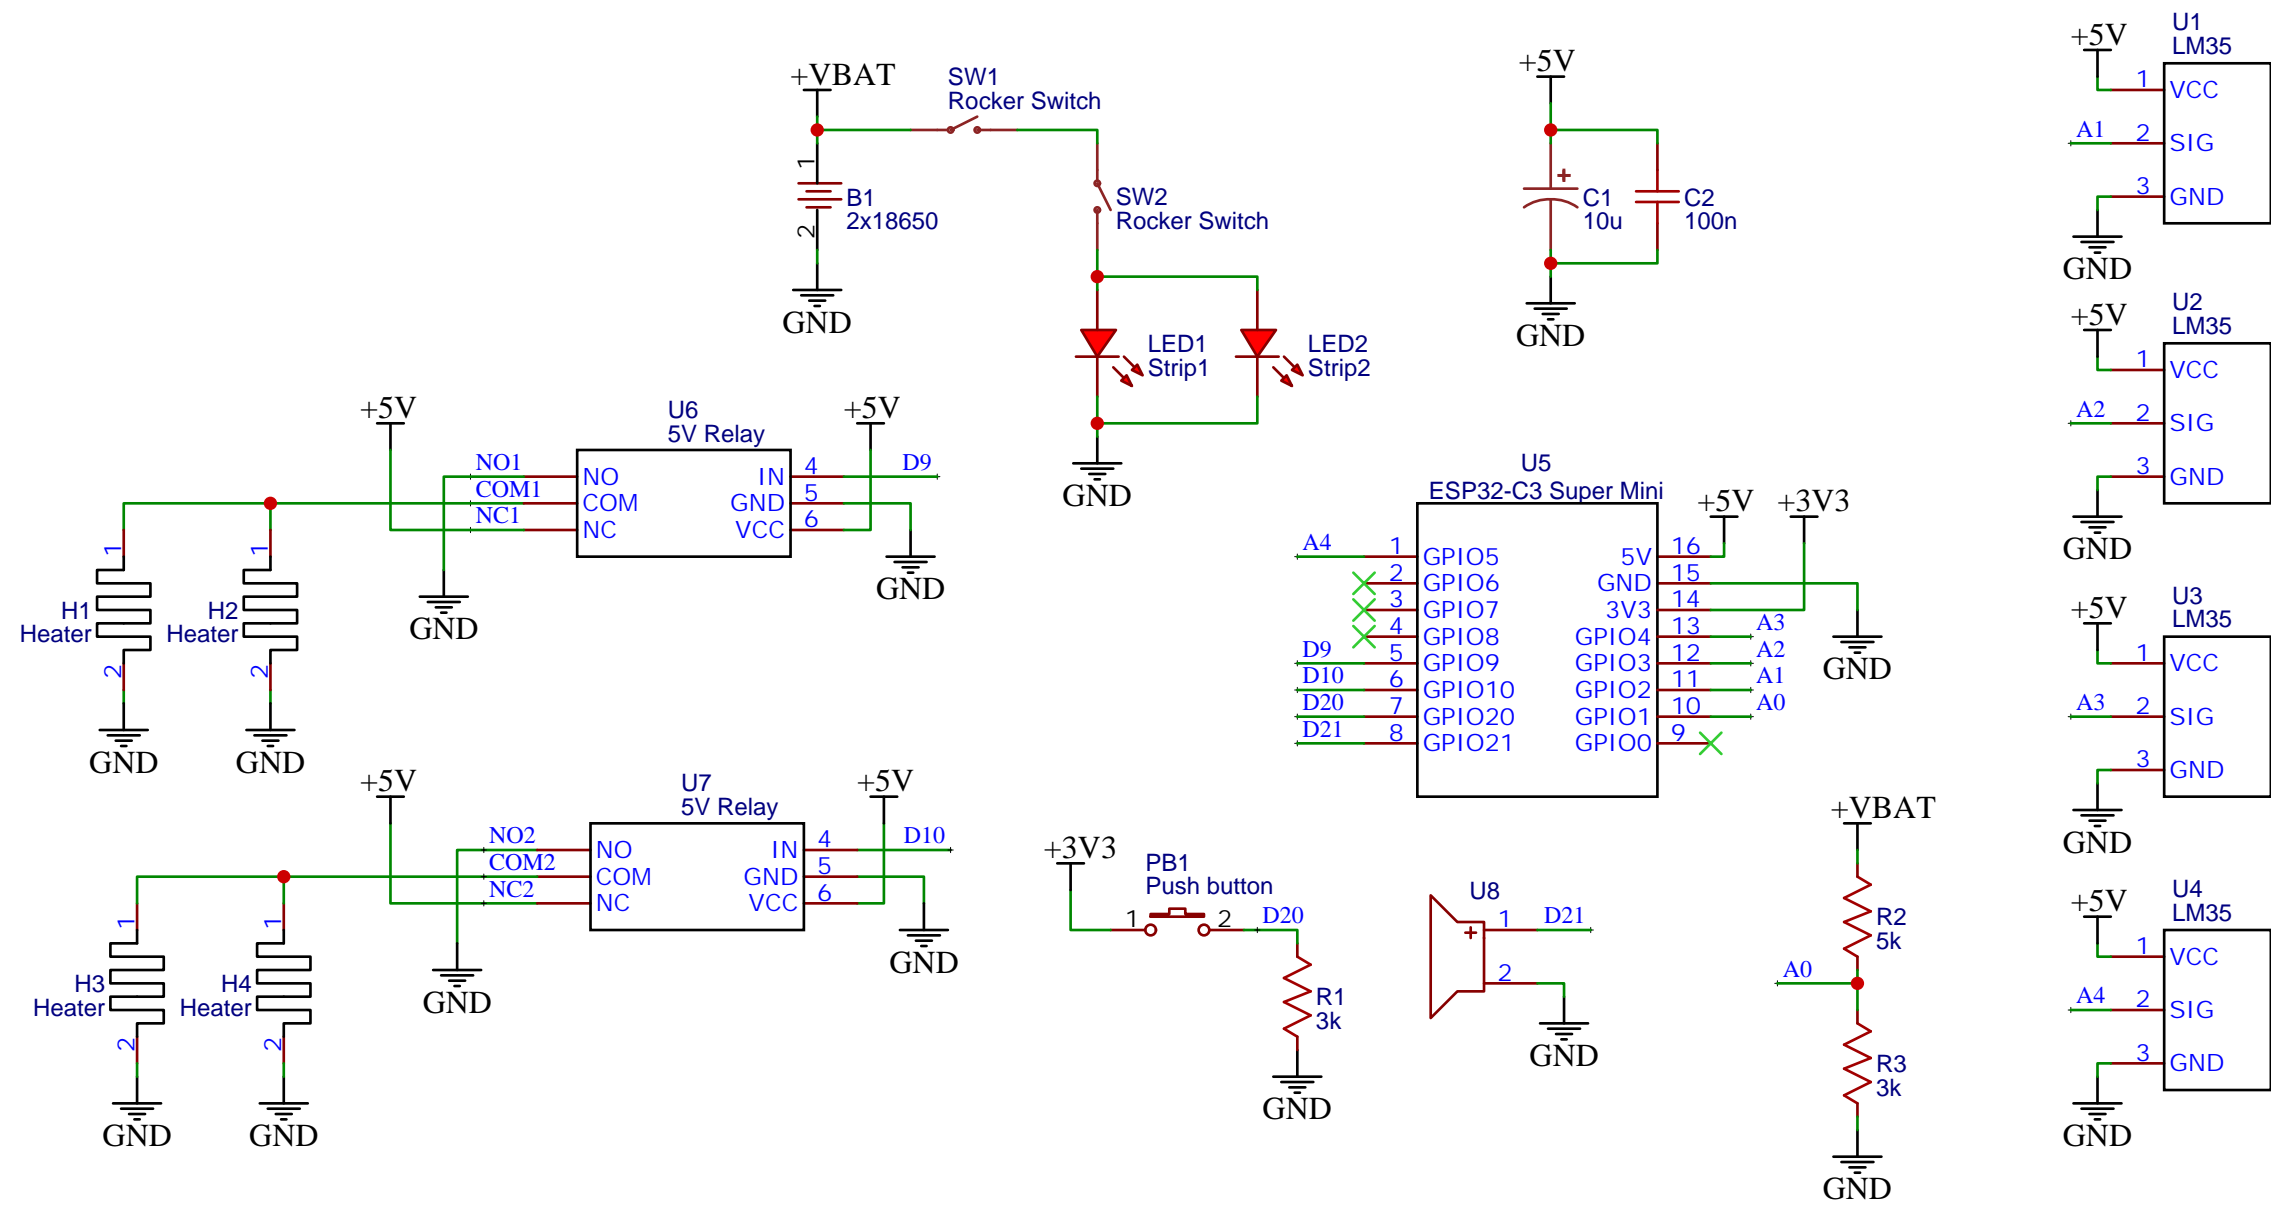 +VBAT
SW1
Rocker Switch
1
2
B1
2x18650
GND
SW2
Rocker Switch
LED1
Strip1
LED2
Strip2
GND
+5V
C1
10u
C2
100n
GND
+5V
U1
LM35
1
VCC
A1
2
SIG
3
GND
GND
+5V
U2
LM35
1
VCC
A2
2
SIG
3
GND
GND
+5V
U3
LM35
1
VCC
A3
2
SIG
3
GND
GND
+5V
U4
LM35
1
VCC
A4
2
SIG
3
GND
GND
+5V
U6
5V Relay
+5V
NO1
NO
IN
4
D9
COM1
COM
GND
5
NC1
NC
VCC
6
GND
GND
1
H1
Heater
2
GND
1
H2
Heater
2
GND
+5V
U7
5V Relay
+5V
NO2
NO
IN
4
D10
COM2
COM
GND
5
NC2
NC
VCC
6
GND
GND
1
H3
Heater
2
GND
1
H4
Heater
2
GND
U5
ESP32-C3 Super Mini
+5V
+3V3
A4
1
GPIO5
5V
16
2
GPIO6
GND
15
3
GPIO7
3V3
14
4
GPIO8
GPIO4
13
A3
D9
5
GPIO9
GPIO3
12
A2
D10
6
GPIO10
GPIO2
11
A1
D20
7
GPIO20
GPIO1
10
A0
D21
8
GPIO21
GPIO0
9
GND
+3V3
PB1
Push button
1
2
D20
R1
3k
GND
U8
+
1
D21
2
GND
+VBAT
R2
5k
A0
R3
3k
GND